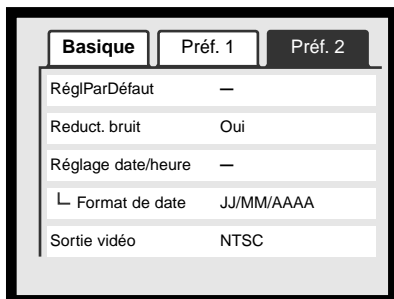 Basique Préf. 1 Préf. 2
RéglParDéfaut —
Reduct. bruit Oui
Réglage date/heure —
Format de date JJ/MM/AAAA
Sortie vidéo NTSC